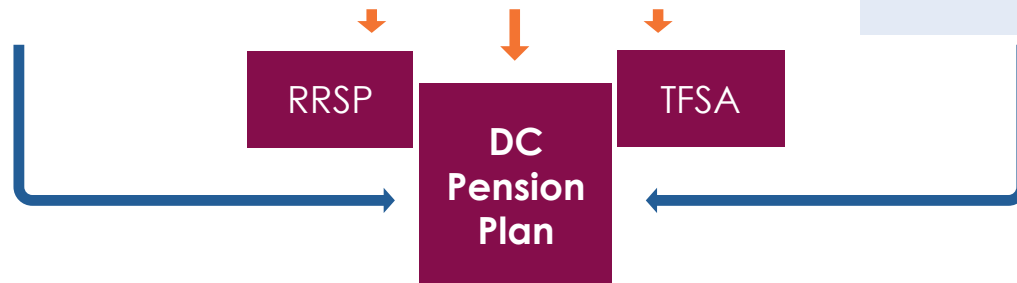 RRSP
TFSA
DC
Pension
Plan